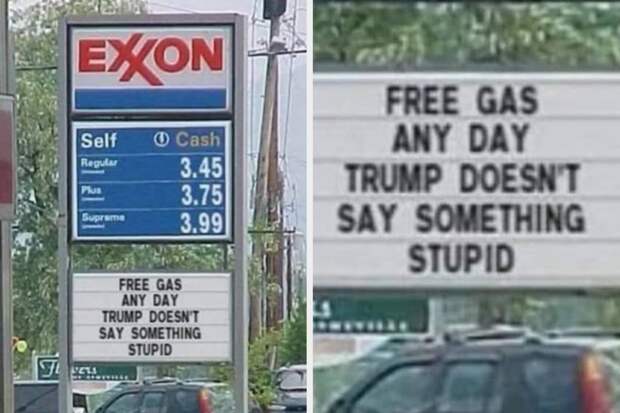 EXXON
Self Cash
Regular 3.45
Plus 3.75
Supreme 3.99
FREE GAS
ANY DAY
TRUMP DOESN'T
SAY SOMETHING
STUPID
FREE GAS
ANY DAY
TRUMP DOESN'T
SAY SOMETHING
STUPID